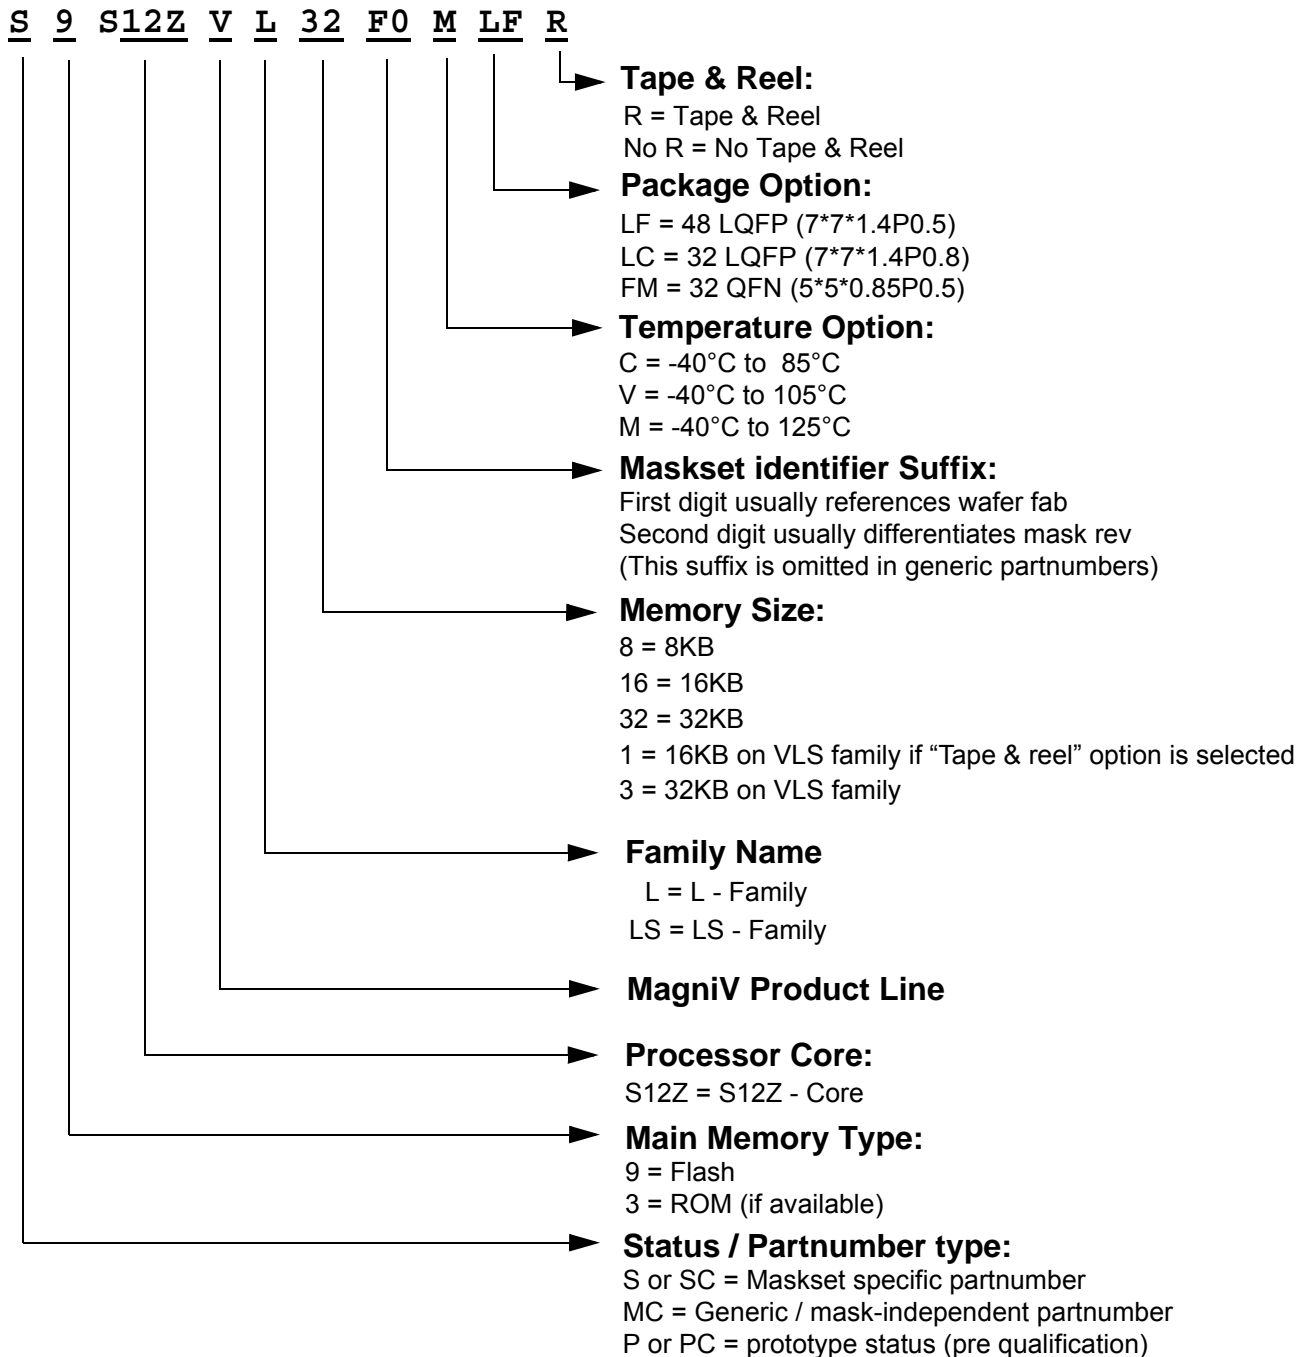 S 9 S12Z V L 32 F0 M LF R
Tape & Reel:
R = Tape & Reel
No R = No Tape & Reel
Package Option:
LF = 48 LQFP (7*7*1.4P0.5)
LC = 32 LQFP (7*7*1.4P0.8)
FM = 32 QFN (5*5*0.85P0.5)
Temperature Option:
C = -40°C to 85°C
V = -40°C to 105°C
M = -40°C to 125°C
Maskset identifier Suffix:
First digit usually references wafer fab
Second digit usually differentiates mask rev
(This suffix is omitted in generic partnumbers)
Memory Size:
8 = 8KB
16 = 16KB
32 = 32KB
1 = 16KB on VLS family if “Tape & reel” option is selected
3 = 32KB on VLS family
Family Name
L = L - Family
LS = LS - Family
MagniV Product Line
Processor Core:
S12Z = S12Z - Core
Main Memory Type:
9 = Flash
3 = ROM (if available)
Status / Partnumber type:
S or SC = Maskset specific partnumber
MC = Generic / mask-independent partnumber
P or PC = prototype status (pre qualification)